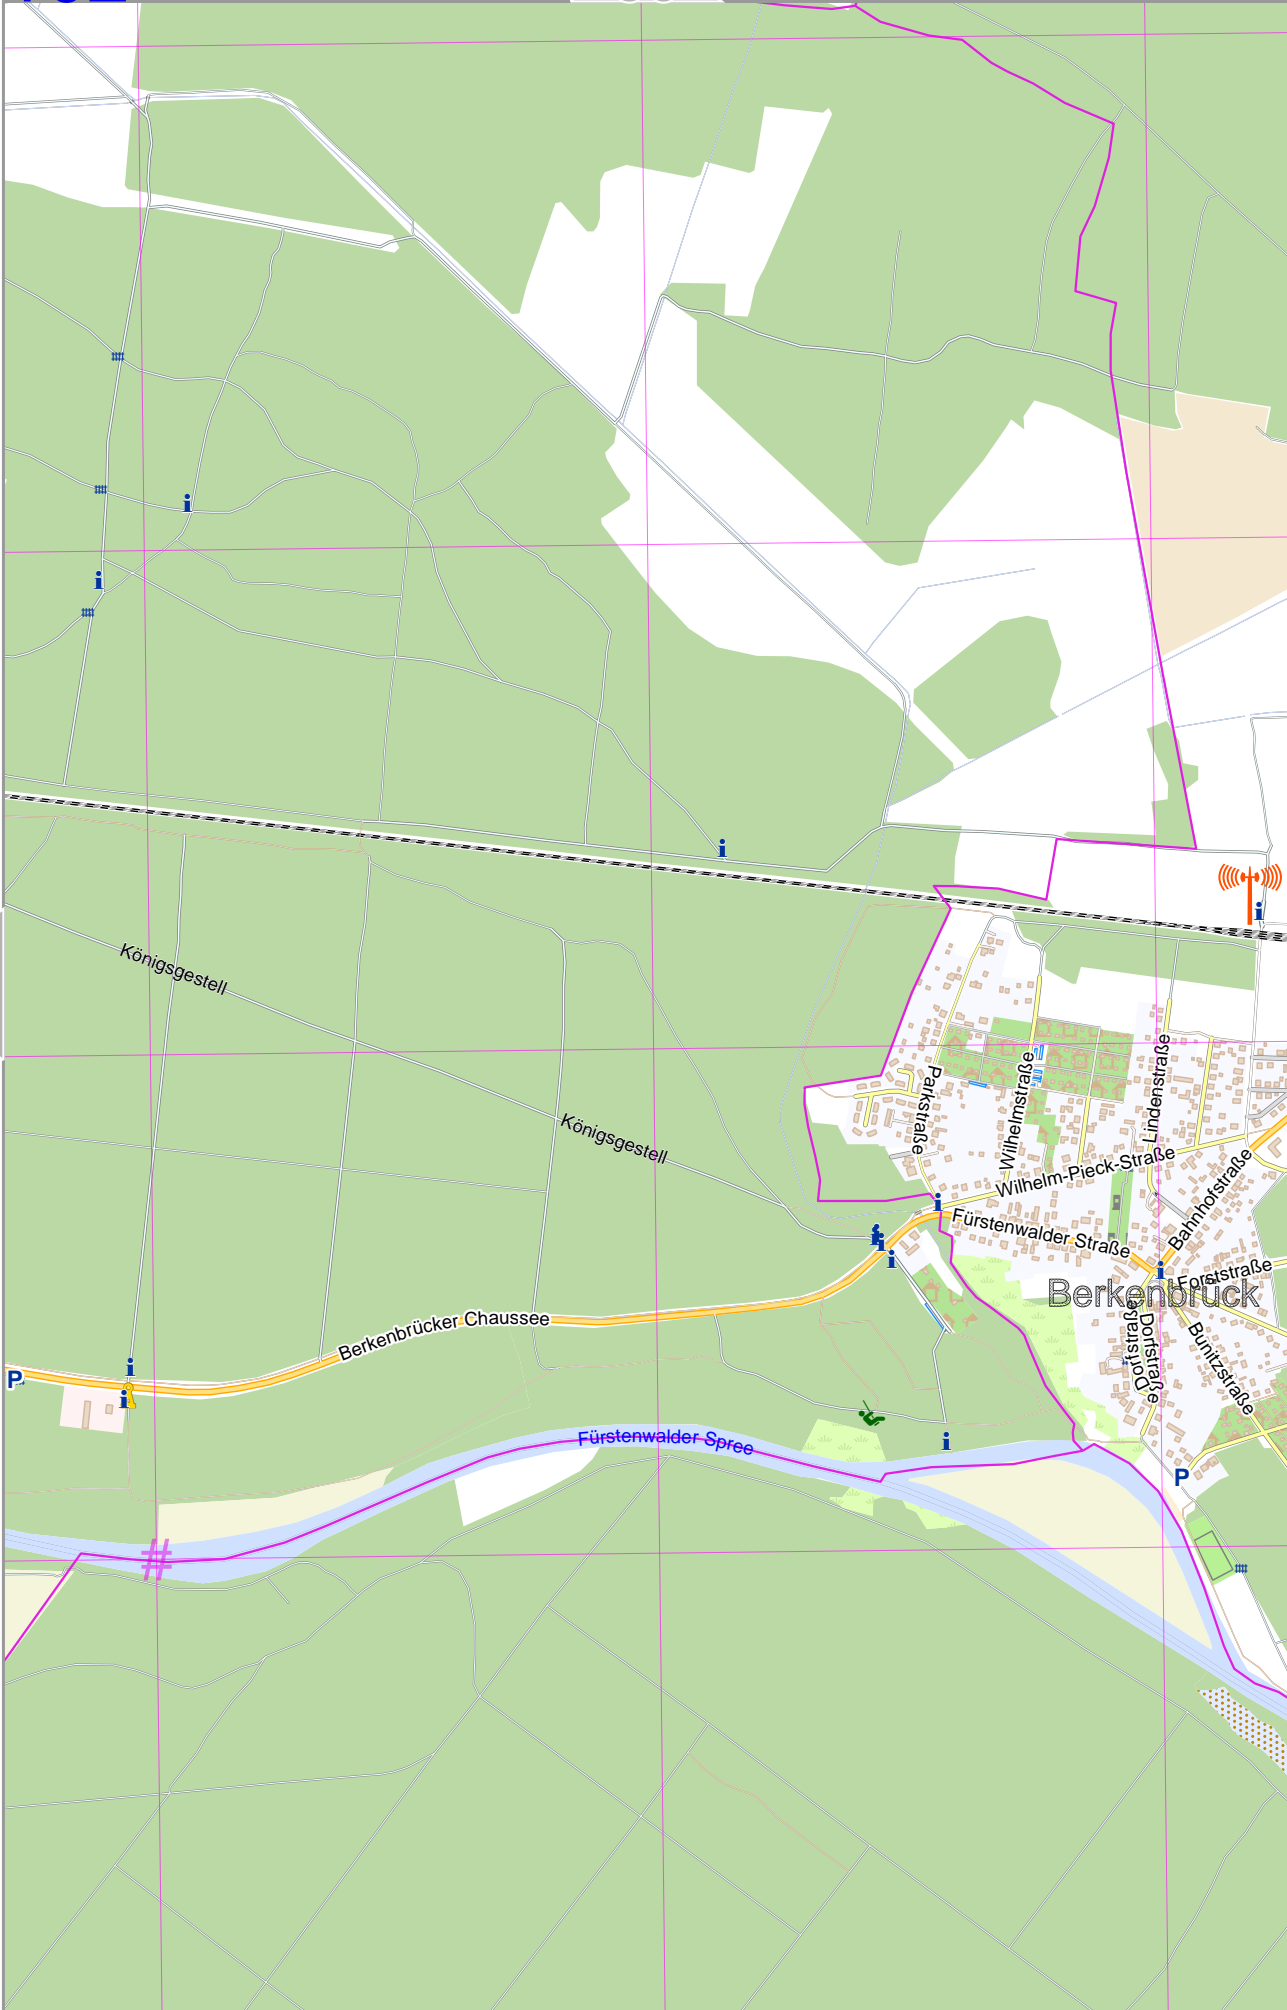 Königsgestell
Königsgestell
Parkstraße
Wilhelmstraße
Lindenstraße
Wilhelm-Pieck-Straße
Bahnhofstraße
Fürstenwalder Straße
Forststraße
Berkenbrück
Dorfstraße
Dorfstraße
Bunitzstraße
Berkenbrücker Chaussee
P
Fürstenwalder Spree
P